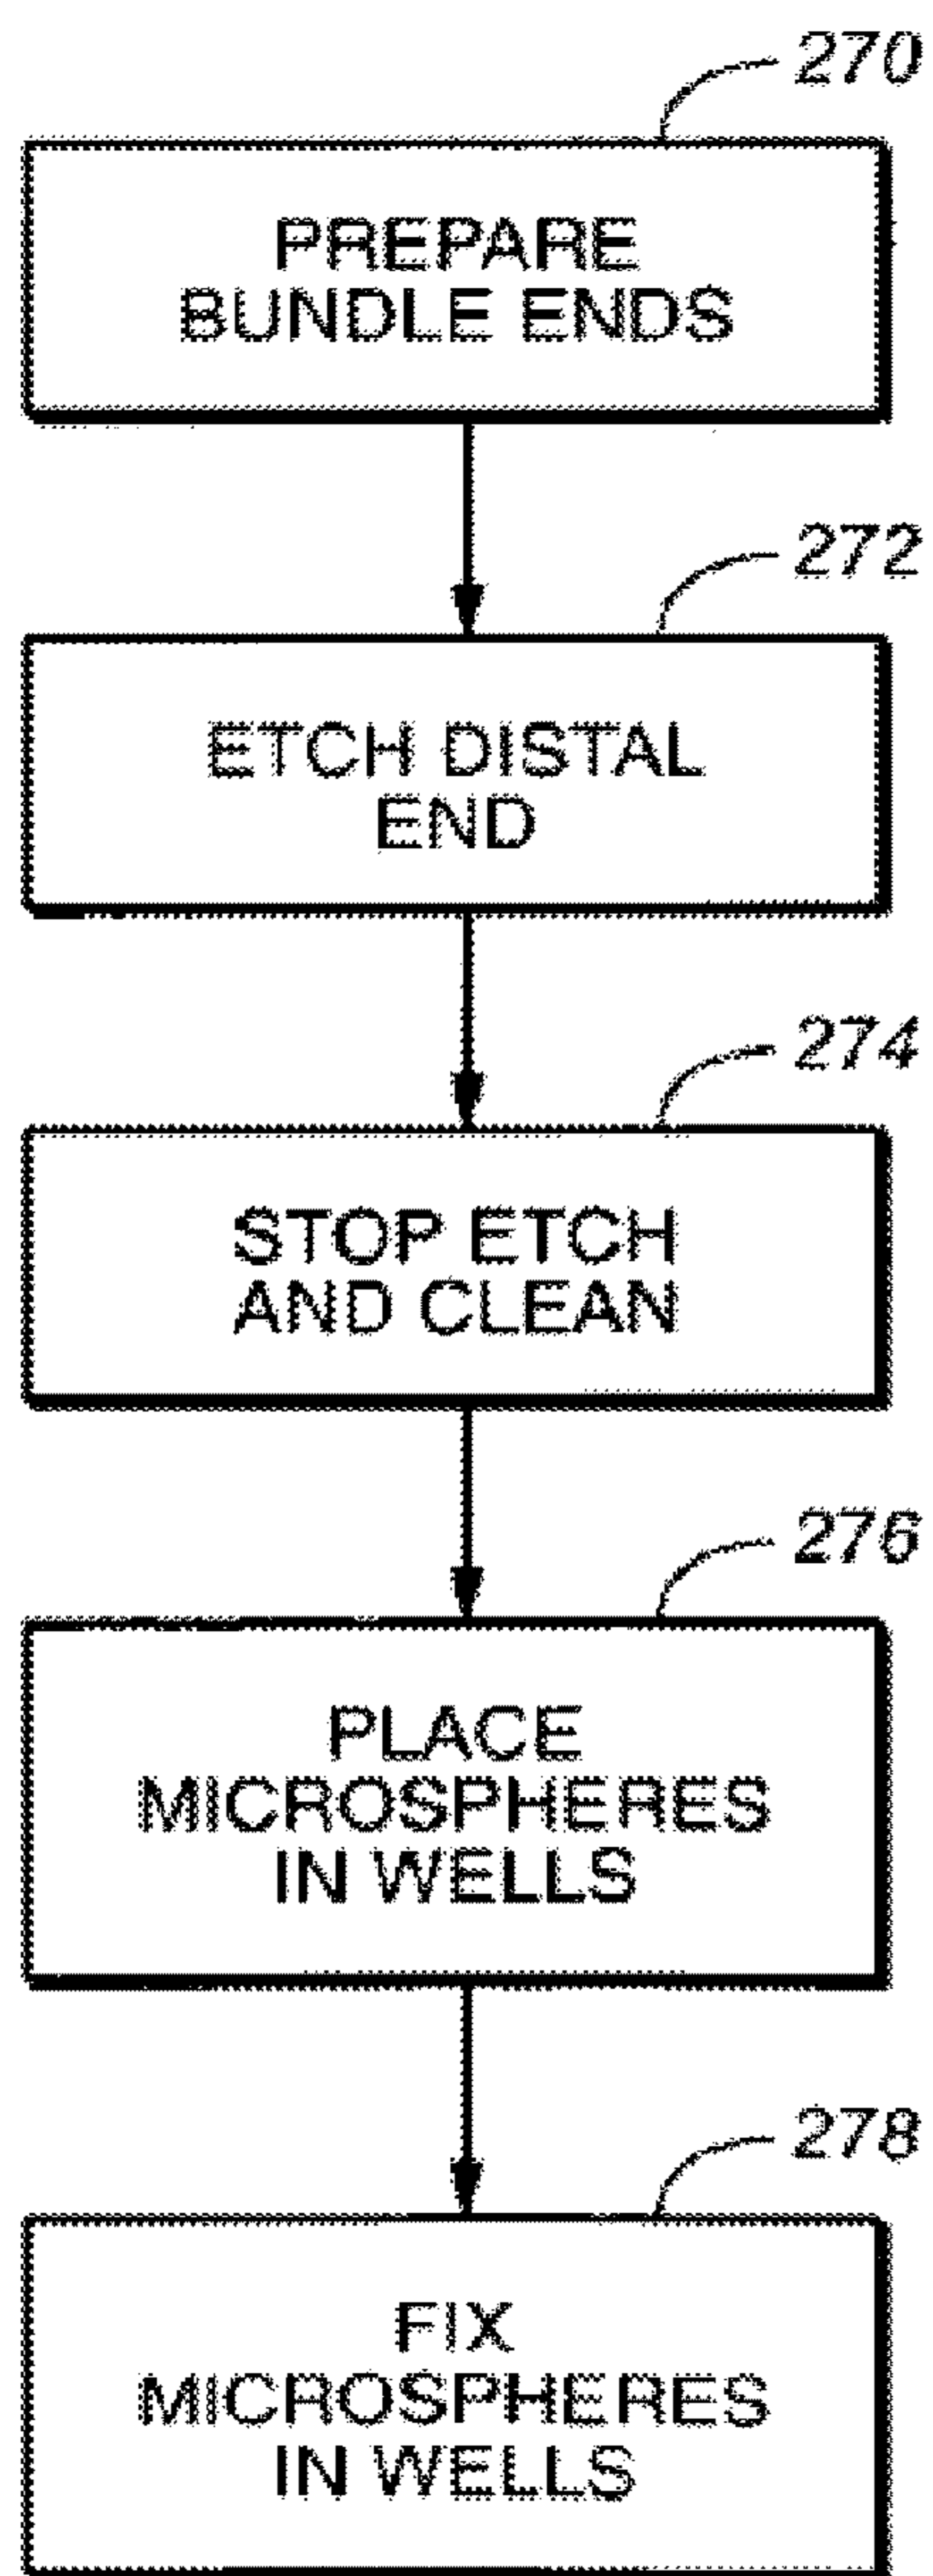 270
PREPARE
BUNDLE ENDS
272
ETCH DISTAL
END
274
STOP ETCH
AND CLEAN
276
PLACE
MICROSPHERES
IN WELLS
278
FIX
MICROSPHERES
IN WELLS